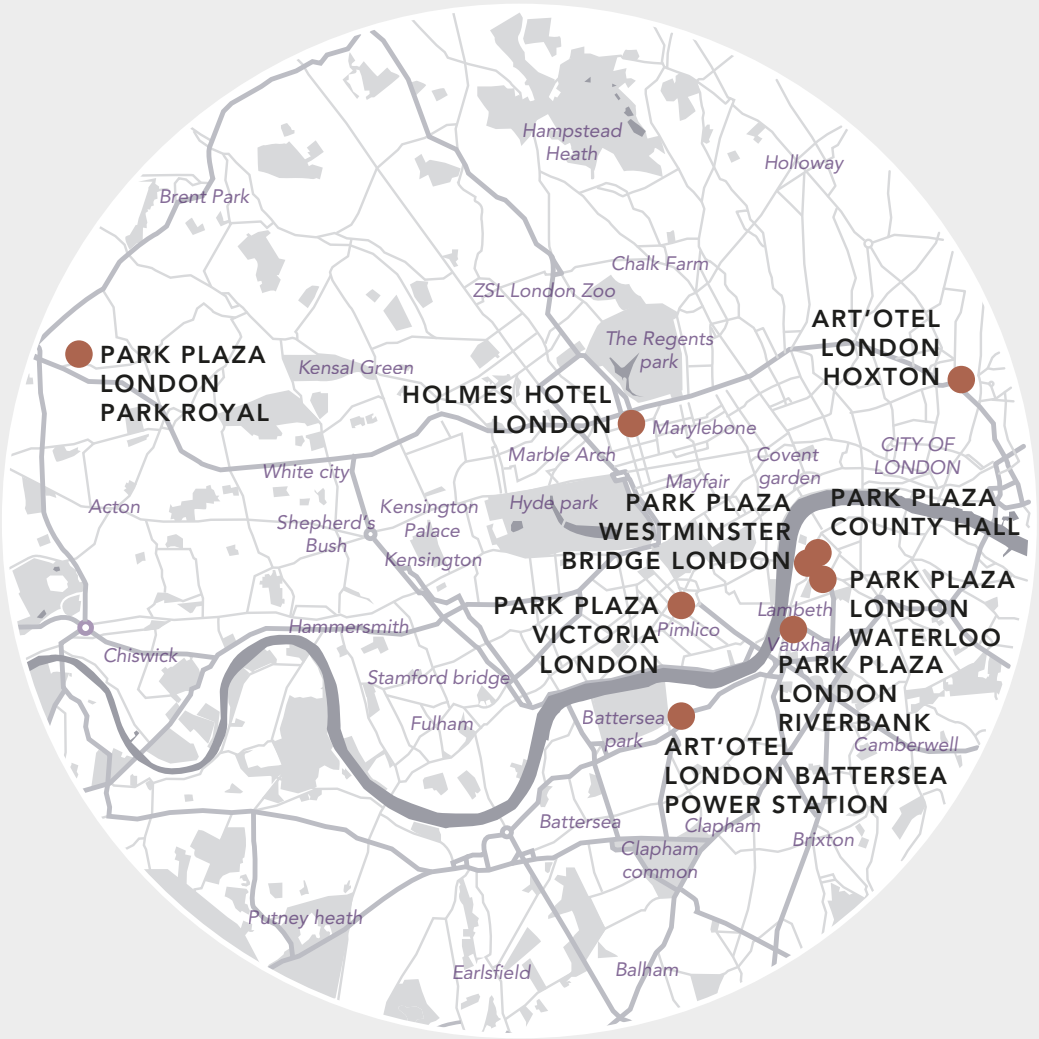 Hampstead
Heath
Holloway
Brent Park
Chalk Farm
ZSL London Zoo
ART’OTEL
LONDON
HOXTON
The Regents
park
PARK PLAZA
LONDON
PARK ROYAL
Kensal Green
HOLMES HOTEL
LONDON
Marylebone
Marble Arch
Covent
garden
CITY OF
LONDON
White city
Mayfair
Acton
Kensington
Palace
Hyde park
Shepherd’s
Bush
Kensington
PARK PLAZA
WESTMINSTER
BRIDGE LONDON
PARK PLAZA
COUNTY HALL
PARK PLAZA
LONDON
WATERLOO
PARK PLAZA
VICTORIA
LONDON
Lambeth
Pimlico
Vauxhall
Hammersmith
Chiswick
Stamford bridge
PARK PLAZA
LONDON
RIVERBANK
Fulham
Battersea
park
Camberwell
ART’OTEL
LONDON BATTERSEA
POWER STATION
Battersea
Clapham
Brixton
Clapham
common
Putney heath
Earlsfield
Balham